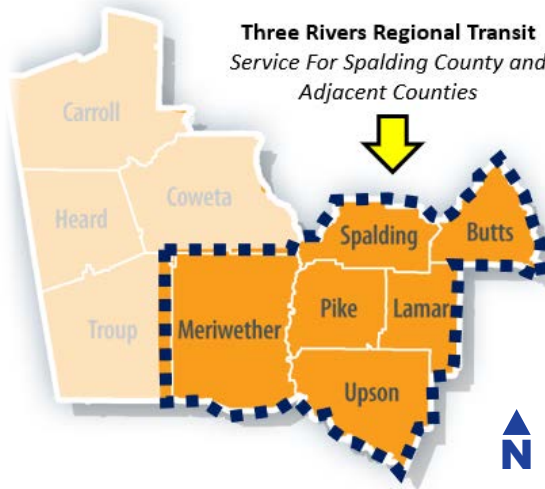 Three Rivers Regional Transit
Service For Spalding County and
Adjacent Counties
Carroll
Coweta
Heard
Spalding
Butts
Troup
Meriwether
Pike
Lamar
Upson
N